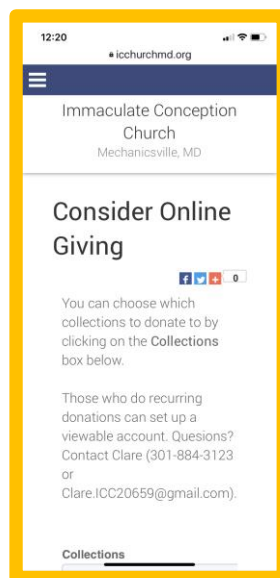 12:20
icchurchmd.org
Immaculate Conception
Church
Mechanicsville, MD
Consider Online
Giving
f
+ 0
You can choose which
collections to donate to by
clicking on the Collections
box below.
Those who do recurring
donations can set up a
viewable account. Quesions?
Contact Clare (301-884-3123
or
Clare.ICC20659@gmail.com).
Collections